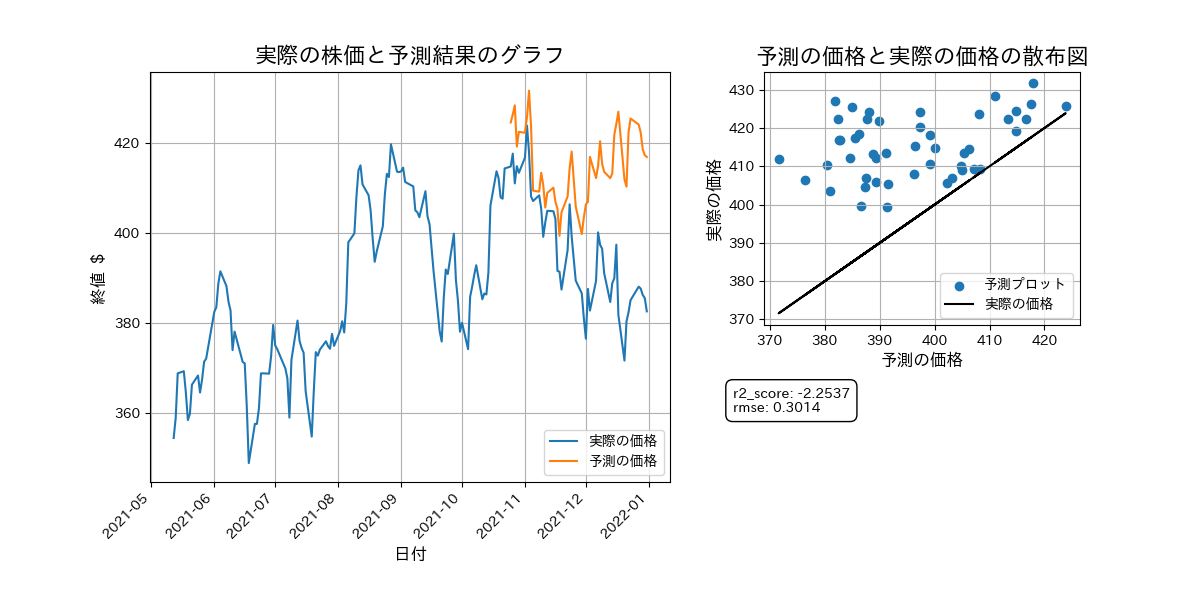 実際の株価と予測結果のグラフ
420
400
380
360
終値 $
2021-05
2021-06
2021-07
2021-08
2021-09
2021-10
2021-11
2021-12
2022-01
日付
実際の価格
予測の価格
予測の価格と実際の価格の散布図
430
420
410
400
390
380
370
実際の価格
370
380
390
400
410
420
予測の価格
予測プロット
実際の価格
r2_score: -2.2537
rmse: 0.3014